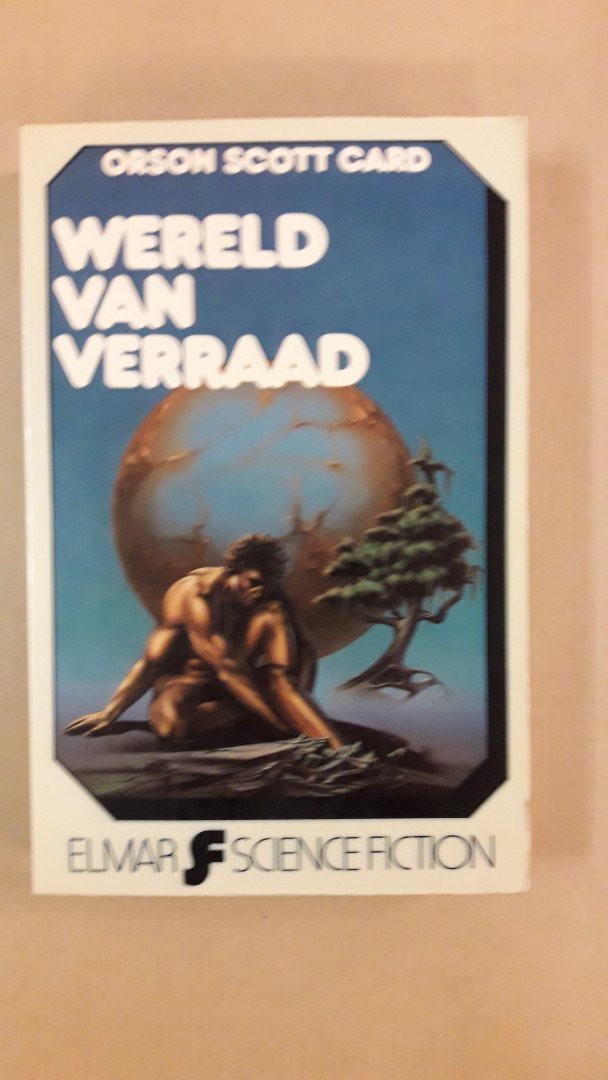 ORSON SCOTT CARD
WERELD
VAN
VERRAAD
ELMAR SF SCIENCE FICTION